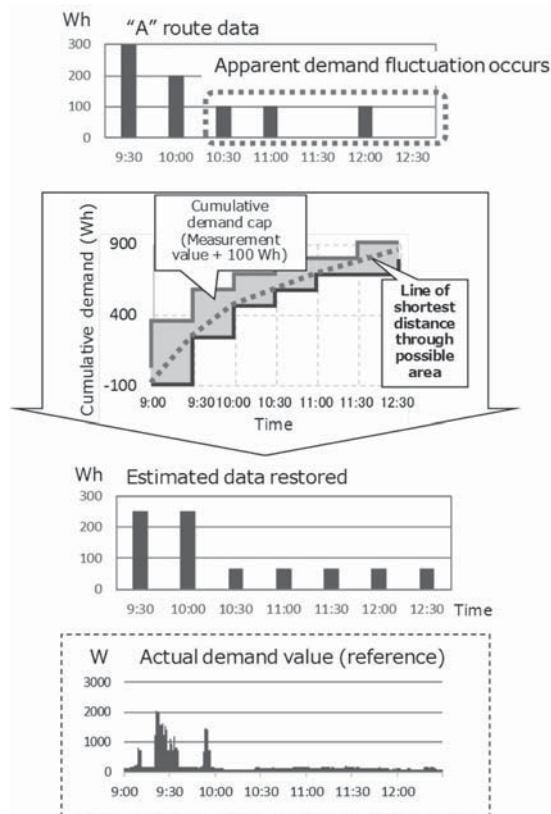 Wh
“A” route data
Apparent demand fluctuation occurs
300
200
100
0
9:30 10:00 10:30 11:00 11:30 12:00 12:30
Cumulative demand (Wh)
900
400
-100
Cumulative
demand cap
(Measurement
value + 100 Wh)
Line of
shortest
distance
through
possible
area
9:00 9:30 10:00 10:30 11:00 11:30 12:30
Time
Wh
Estimated data restored
300
200
100
0
9:30 10:00 10:30 11:00 11:30 12:00 12:30 Time
W
Actual demand value (reference)
3000
2000
1000
0
9:00 9:30 10:00 10:30 11:00 11:30 12:00